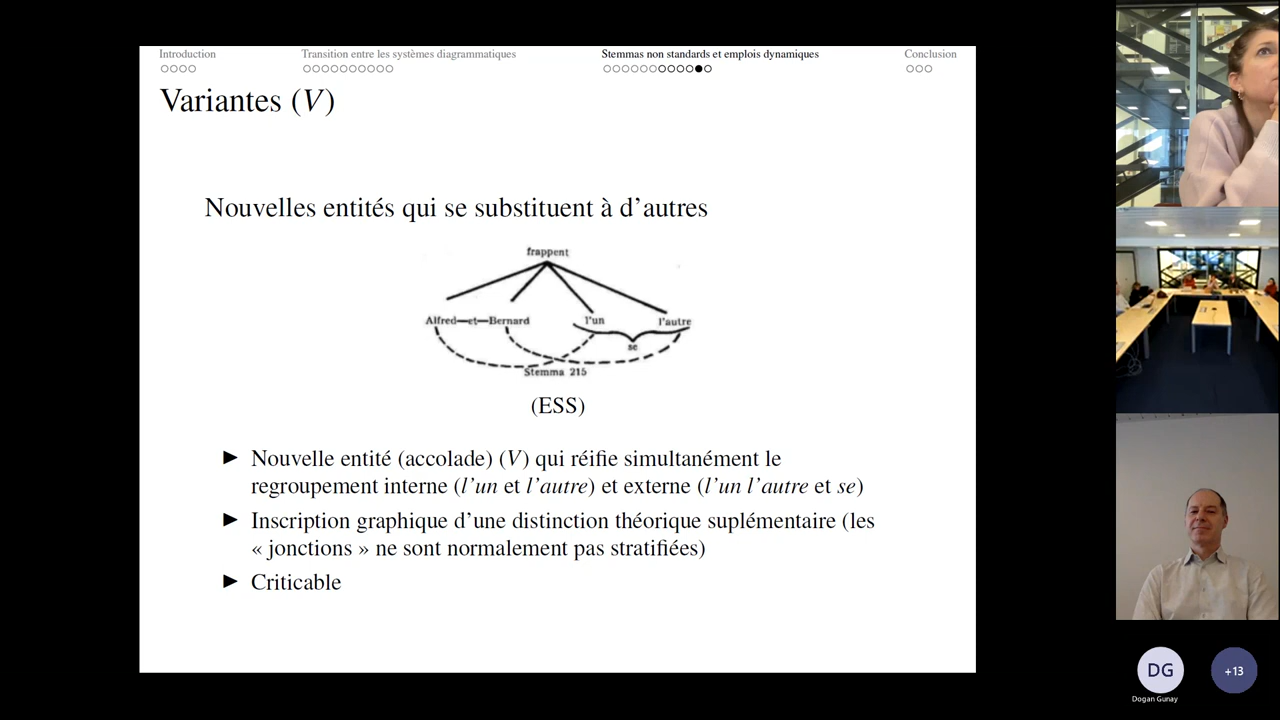 Introduction
Transition entre les systèmes diagrammatiques
Stemmas non standards et emplois dynamiques
Conclusion
Variantes (V)
Nouvelles entités qui se substituent à d’autres
frappent
Alfred—et—Bernard l'un l'autre
se
Stemma 215
(ESS)
► Nouvelle entité (accolade) (V) qui réifie simultanément le
regroupement interne (l’un et l’autre) et externe (l’un l’autre et se)
► Inscription graphique d’une distinction théorique suplémentaire (les
« jonctions » ne sont normalement pas stratifiées)
► Criticable
DG
Dogan Gunay
+13